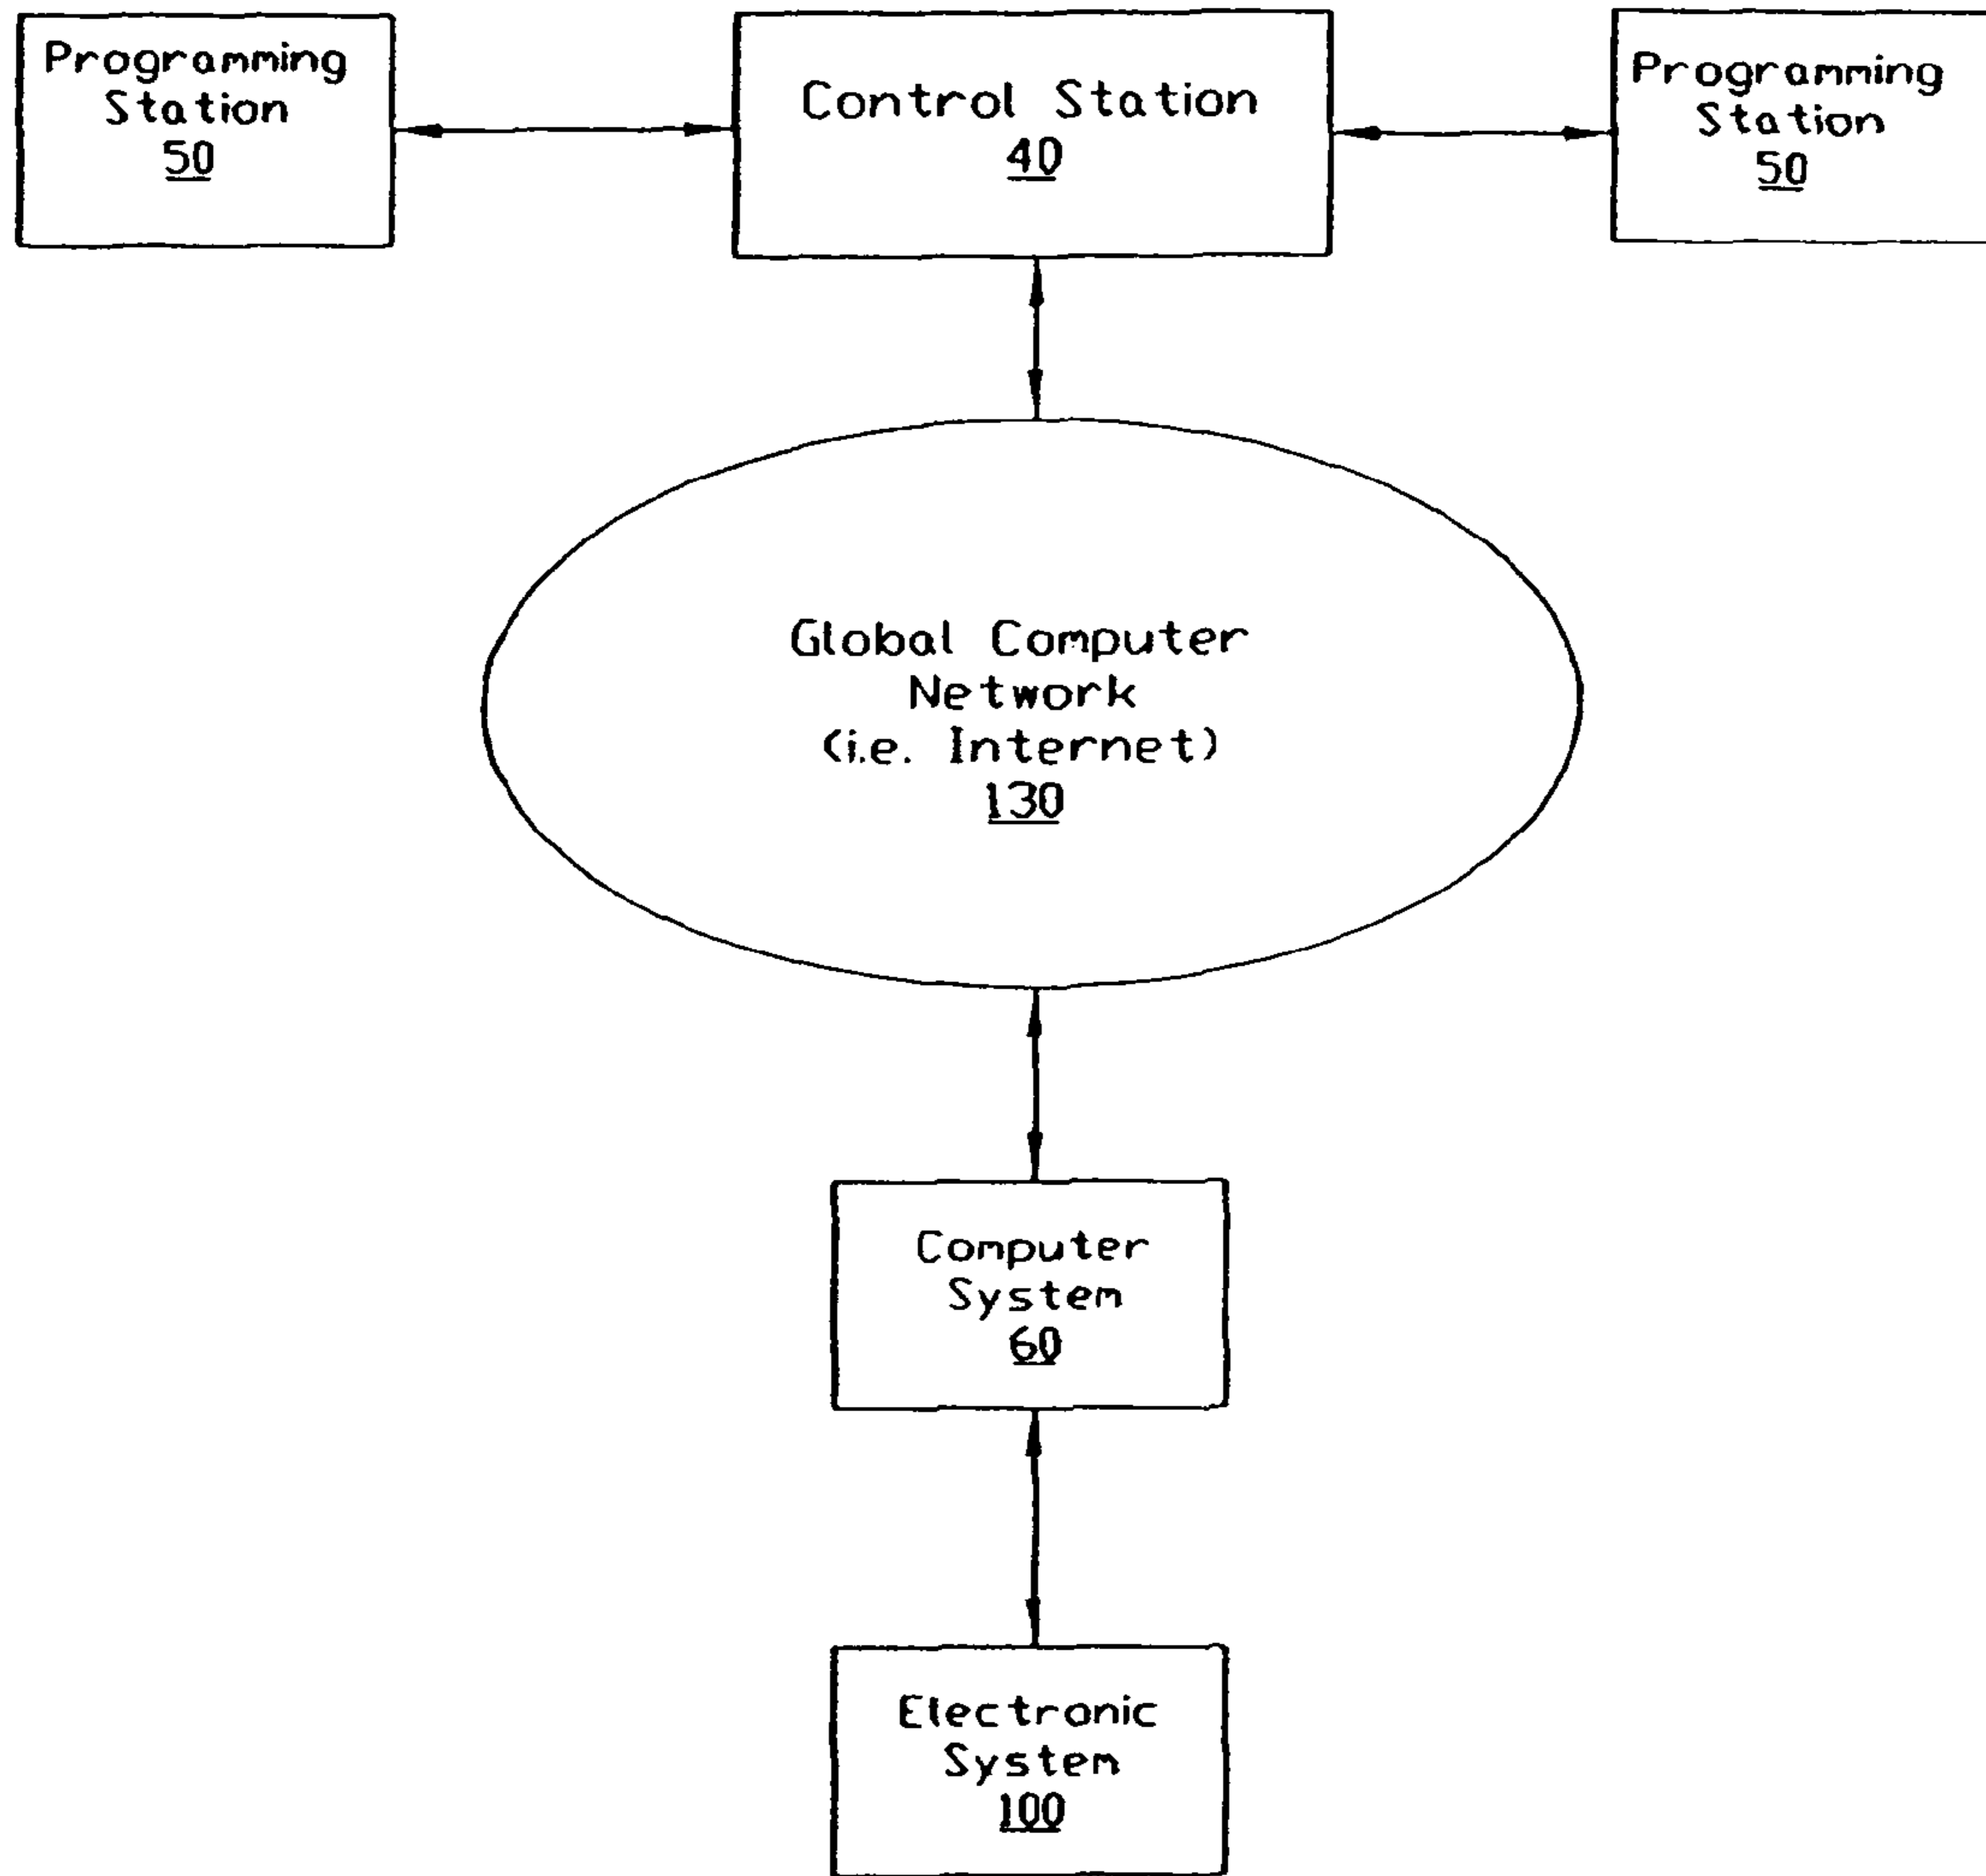 Programming
Station
50
Control Station
40
Programming
Station
50
Global Computer
Network
(i.e. Internet)
130
Computer
System
60
Electronic
System
100